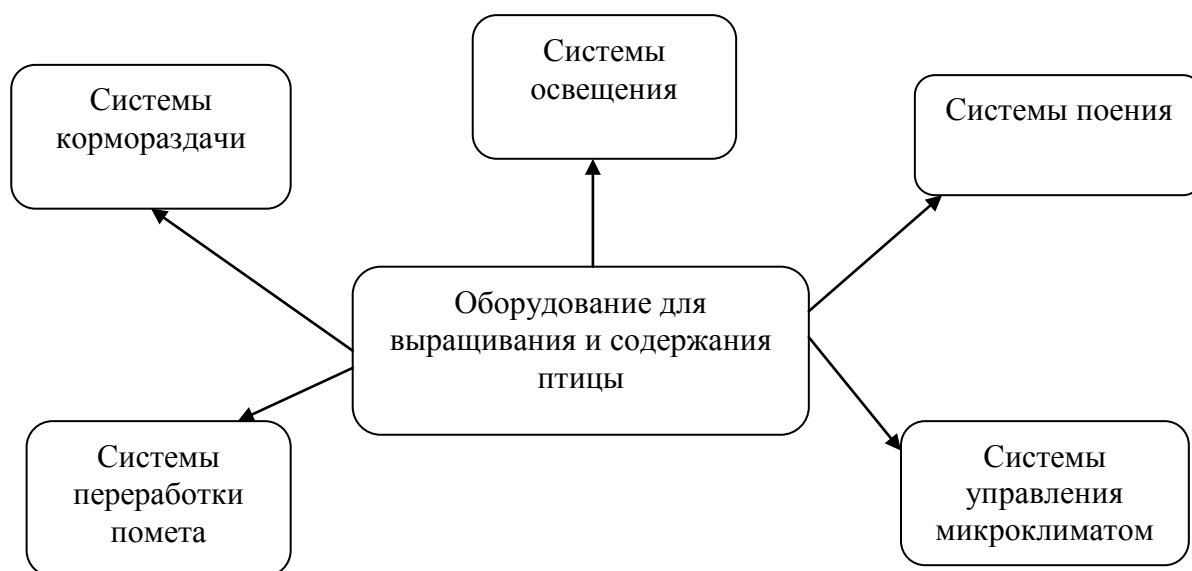 Системы
освещения
Системы
кормораздачи
Системы поения
Оборудование для
выращивания и содержания
птицы
Системы
переработки
помета
Системы
управления
микроклиматом